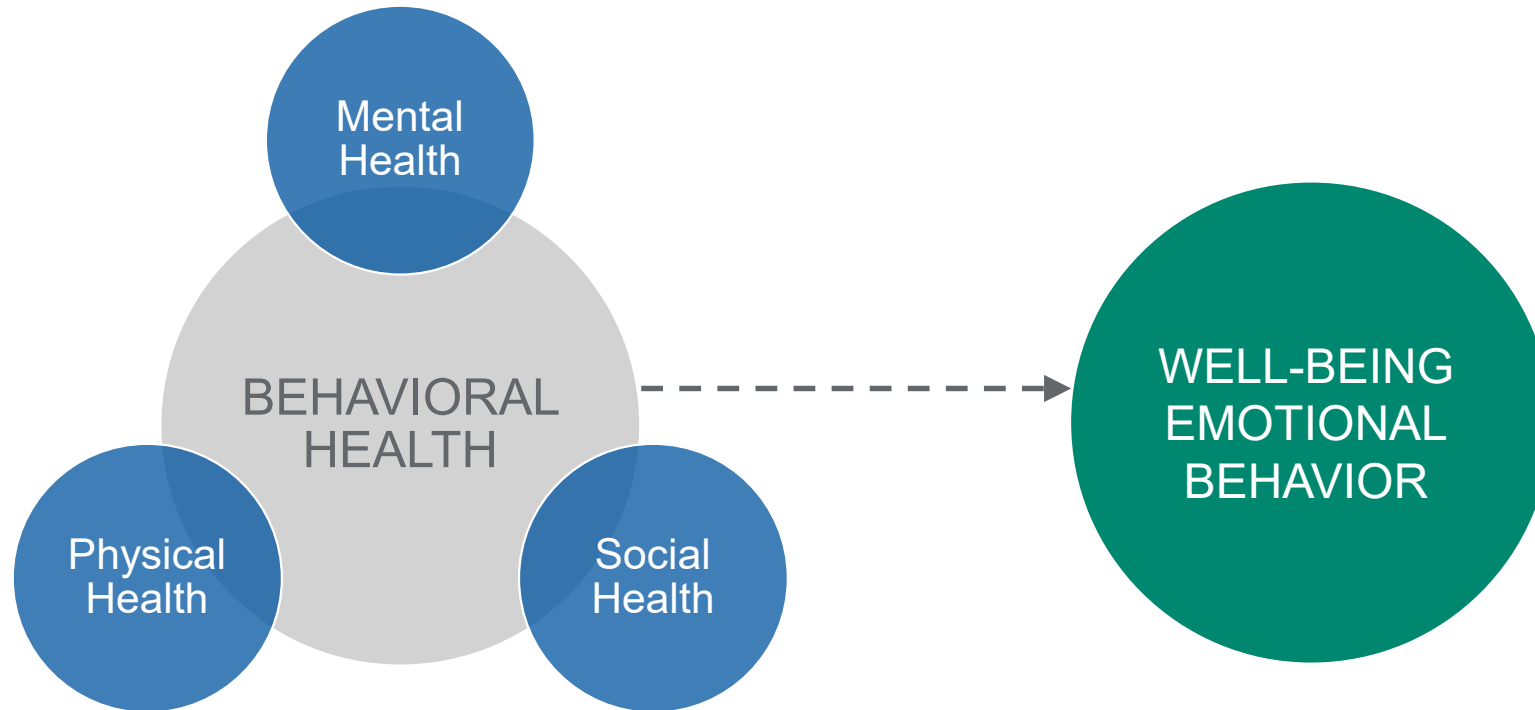 Mental
Health
BEHAVIORAL
HEALTH
Physical
Health
Social
Health
WELL-BEING
EMOTIONAL
BEHAVIOR